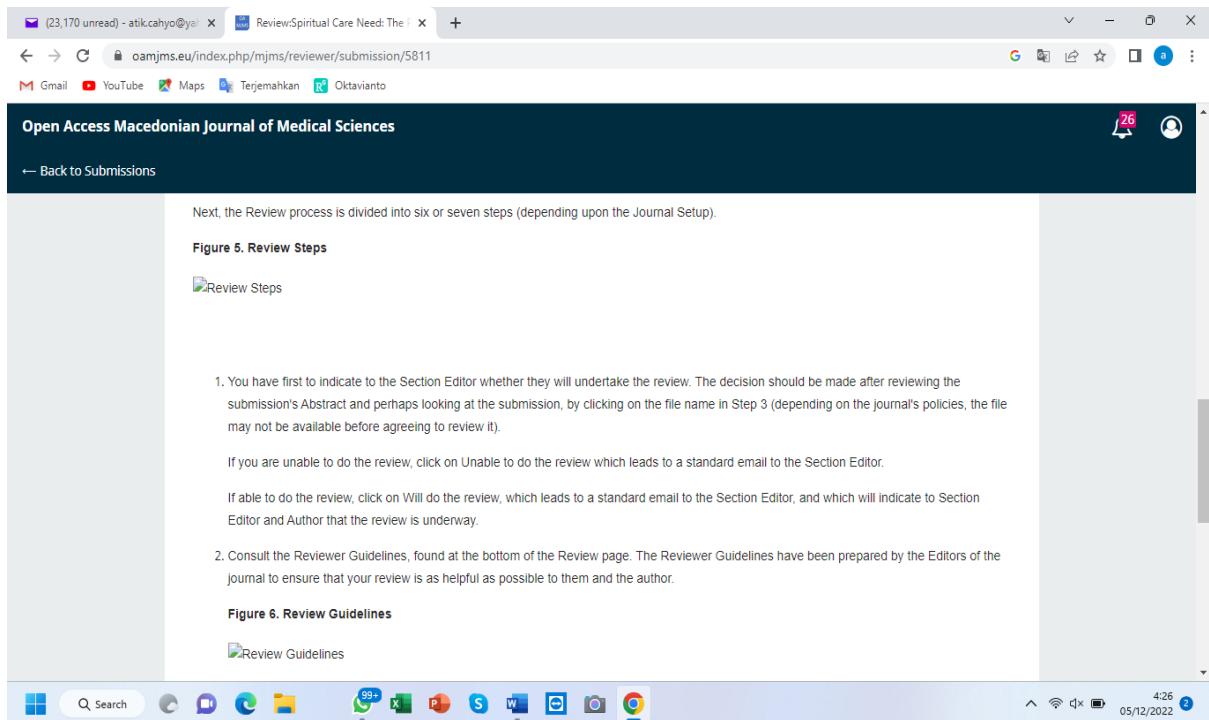 (23,170 unread) - atik.cahyo@yah
Review:Spiritual Care Need: The P
oamjms.eu/index.php/mjms/reviewer/submission/5811
a
Gmail YouTube Maps Terjemahkan Oktavianto
Open Access Macedonian Journal of Medical Sciences
26
← Back to Submissions
Next, the Review process is divided into six or seven steps (depending upon the Journal Setup).
Figure 5. Review Steps
Review Steps
1. You have first to indicate to the Section Editor whether they will undertake the review. The decision should be made after reviewing the
submission's Abstract and perhaps looking at the submission, by clicking on the file name in Step 3 (depending on the journal's policies, the file
may not be available before agreeing to review it).
If you are unable to do the review, click on Unable to do the review which leads to a standard email to the Section Editor.
If able to do the review, click on Will do the review, which leads to a standard email to the Section Editor, and which will indicate to Section
Editor and Author that the review is underway.
2. Consult the Reviewer Guidelines, found at the bottom of the Review page. The Reviewer Guidelines have been prepared by the Editors of the
journal to ensure that your review is as helpful as possible to them and the author.
Figure 6. Review Guidelines
Review Guidelines
Search
99+
4:26
05/12/2022
2